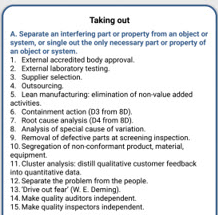 Taking out
A. Separate an interfering part or property from an object or
system, or single out the only necessary part or property of
an object or system.
1. External accredited body approval.
2. External laboratory testing.
3. Supplier selection.
4. Outsourcing.
5. Lean manufacturing: elimination of non-value added
activities.
6. Containment action (D3 from 8D).
7. Root cause analysis (D4 from 8D).
8. Analysis of special cause of variation.
9. Removal of defective parts at screening inspection.
10. Segregation of non-conformant product, material,
equipment.
11. Cluster analysis: distill qualitative customer feedback
into quantitative data.
12. Separate the problem from the people.
13. 'Drive out fear' (W. E. Deming).
14. Make quality auditors independent.
15. Make quality inspectors independent.